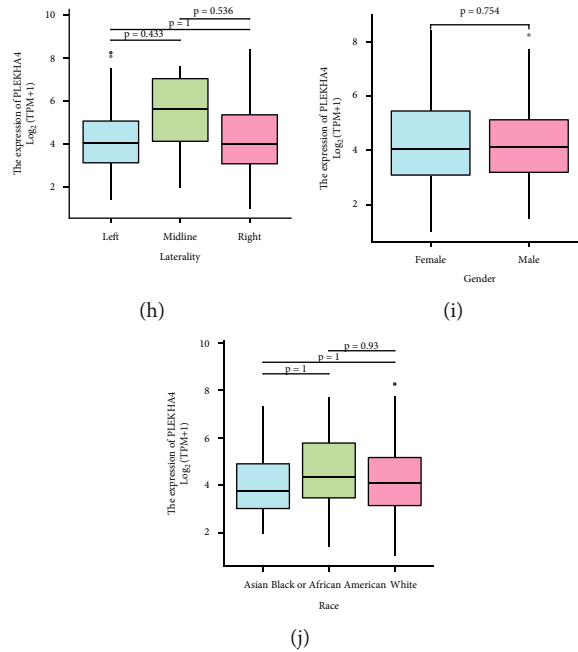 10
8
6
4
2
The expression of PLEKHA4
Log2 (TPM+1)
p = 0.536
p = 1
p = 0.433
Left Midline Right
Laterality
(h)
8
6
4
2
The expression of PLEKHA4
Log2 (TPM+1)
p = 0.754
Female Male
Gender
(i)
10
8
6
4
2
The expression of PLEKHA4
Log2 (TPM+1)
p = 0.93
p = 1
p = 1
Asian Black or African American White
Race
(j)